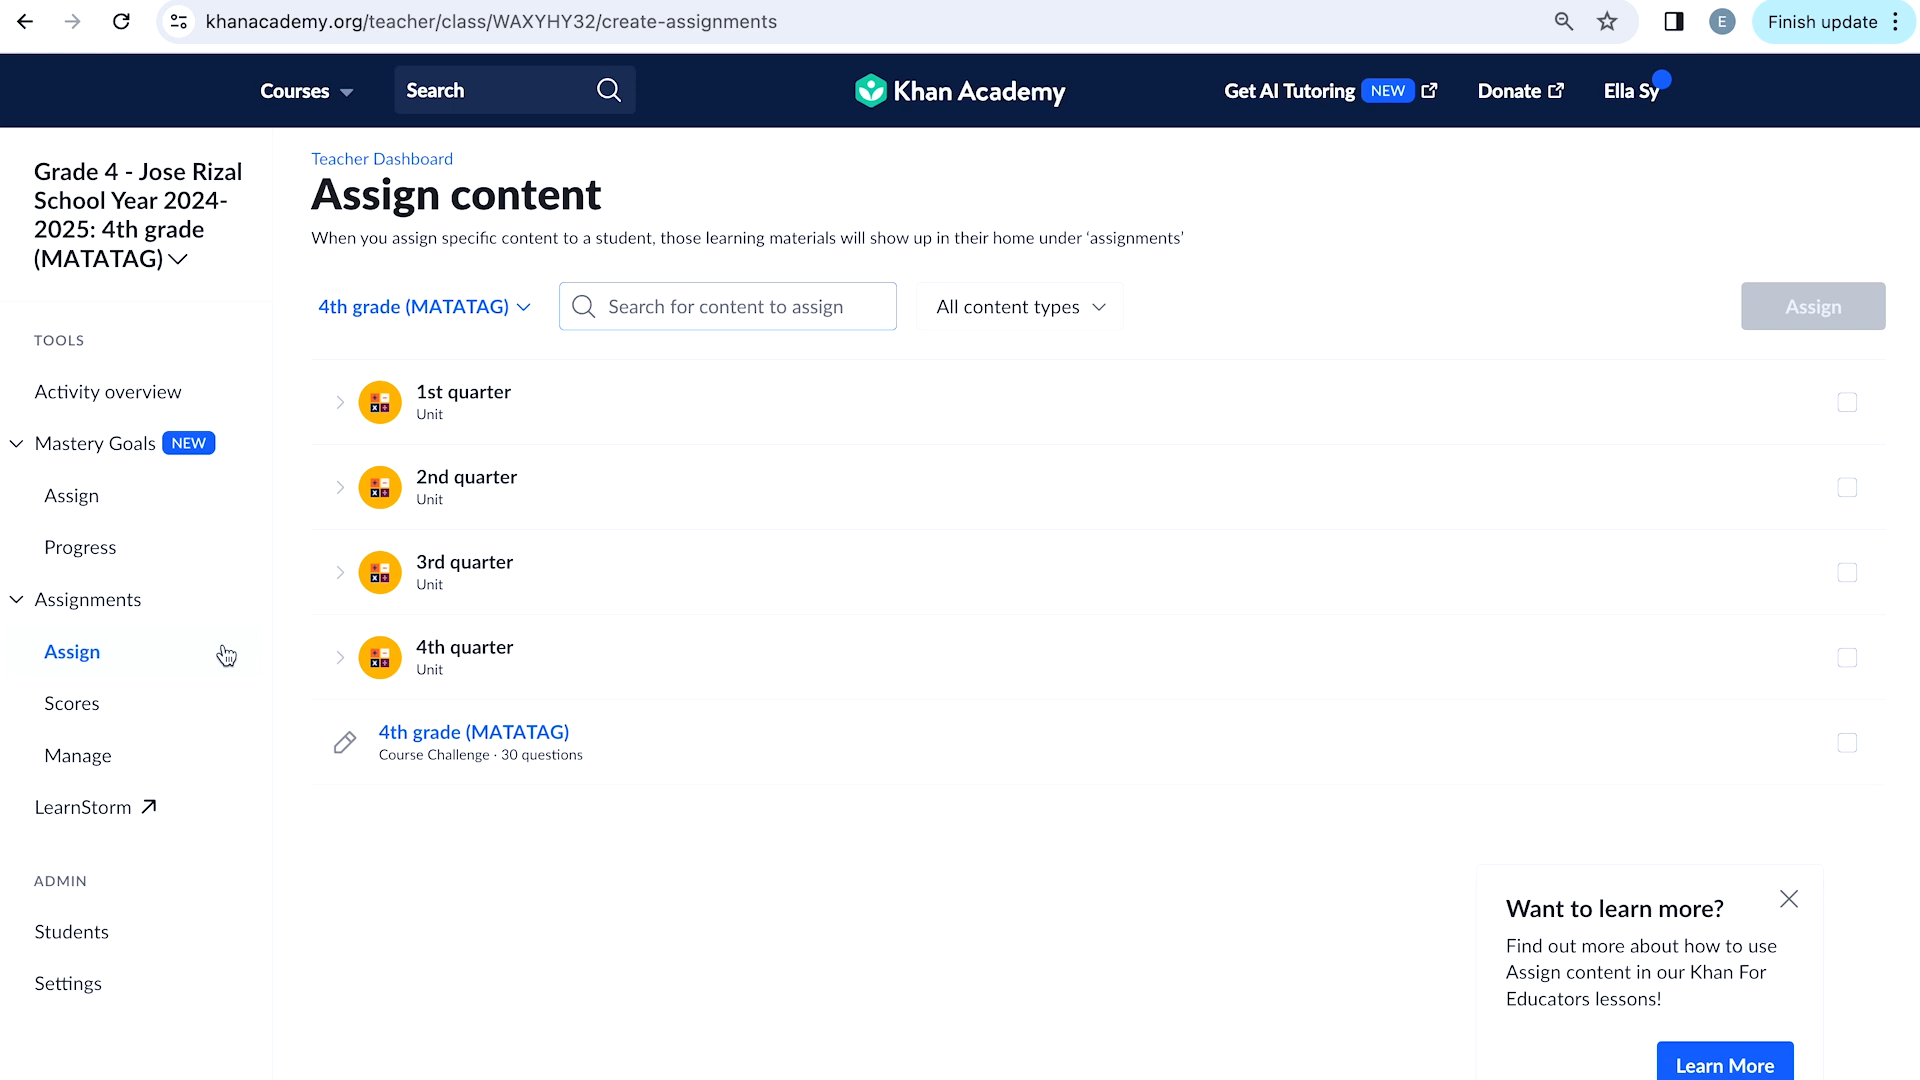 khanacademy.org/teacher/class/WAXYHY32/create-assignments
E
Finish update
Courses
Search
Khan Academy
Get AI Tutoring NEW
Donate
Ella Sy
Grade 4 - Jose Rizal
School Year 2024-
2025: 4th grade
(MATATAG)
TOOLS
Activity overview
Mastery Goals NEW
Assign
Progress
Assignments
Assign
Scores
Manage
LearnStorm
ADMIN
Students
Settings
Teacher Dashboard
Assign content
When you assign specific content to a student, those learning materials will show up in their home under ‘assignments’
4th grade (MATATAG)
Search for content to assign
All content types
Assign
1st quarter
Unit
2nd quarter
Unit
3rd quarter
Unit
4th quarter
Unit
4th grade (MATATAG)
Course Challenge · 30 questions
Want to learn more?
Find out more about how to use
Assign content in our Khan For
Educators lessons!
Learn More